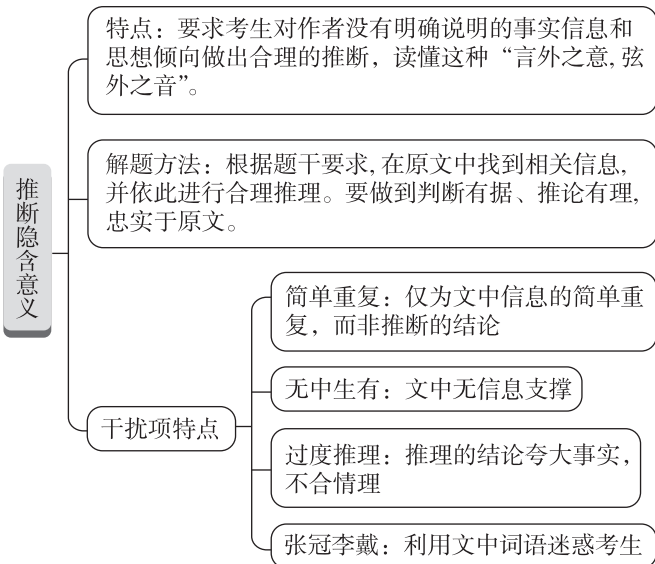 特点：要求考生对作者没有明确说明的事实信息和
思想倾向做出合理的推断，读懂这种“言外之意,弦
外之音”。
解题方法：根据题干要求,在原文中找到相关信息,
并依此进行合理推理。要做到判断有据、推论有理,
忠实于原文。
推断隐含意义
简单重复：仅为文中信息的简单重
复，而非推断的结论
无中生有：文中无信息支撑
干扰项特点
过度推理：推理的结论夸大事实，
不合情理
张冠李戴：利用文中词语迷惑考生